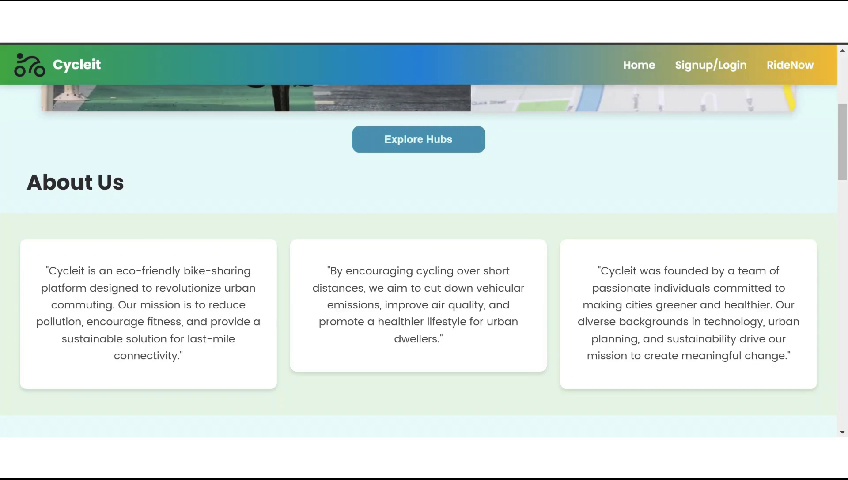 Cycleit
Home
Signup/Login
RideNow
Explore Hubs
About Us
"Cycleit is an eco-friendly bike-sharing
platform designed to revolutionize urban
commuting. Our mission is to reduce
pollution, encourage fitness, and provide a
sustainable solution for last-mile
connectivity."
"By encouraging cycling over short
distances, we aim to cut down vehicular
emissions, improve air quality, and
promote a healthier lifestyle for urban
dwellers."
"Cycleit was founded by a team of
passionate individuals committed to
making cities greener and healthier. Our
diverse backgrounds in technology, urban
planning, and sustainability drive our
mission to create meaningful change."